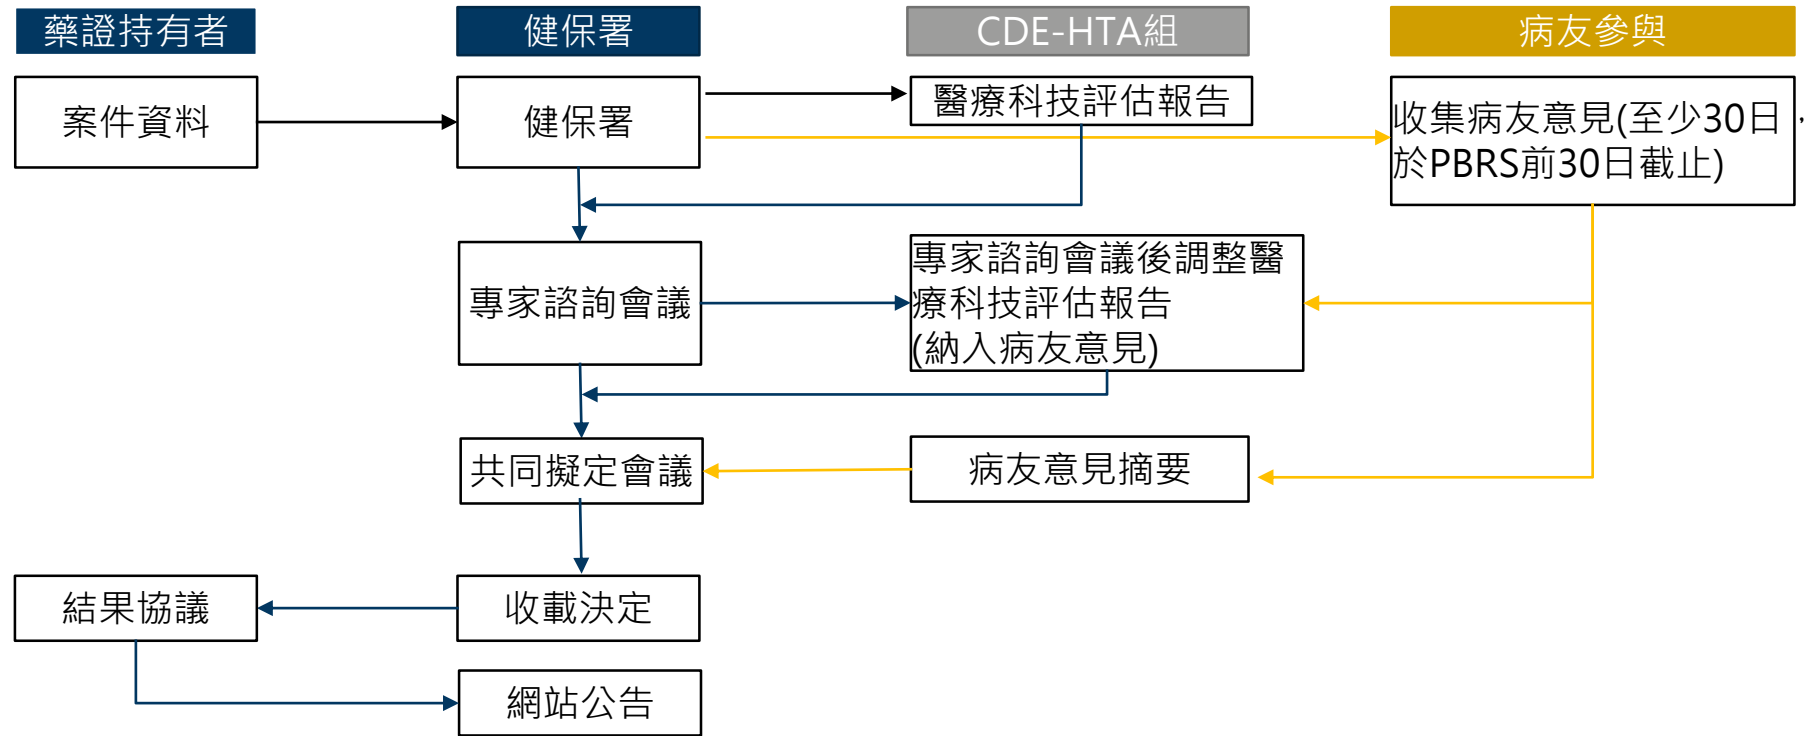 藥證持有者
健保署
CDE-HTA組
病友參與
案件資料
健保署
醫療科技評估報告
收集病友意見(至少30日，
於PBRS前30日截止)
專家諮詢會議
專家諮詢會議後調整醫
療科技評估報告
(納入病友意見)
共同擬定會議
病友意見摘要
結果協議
收載決定
網站公告